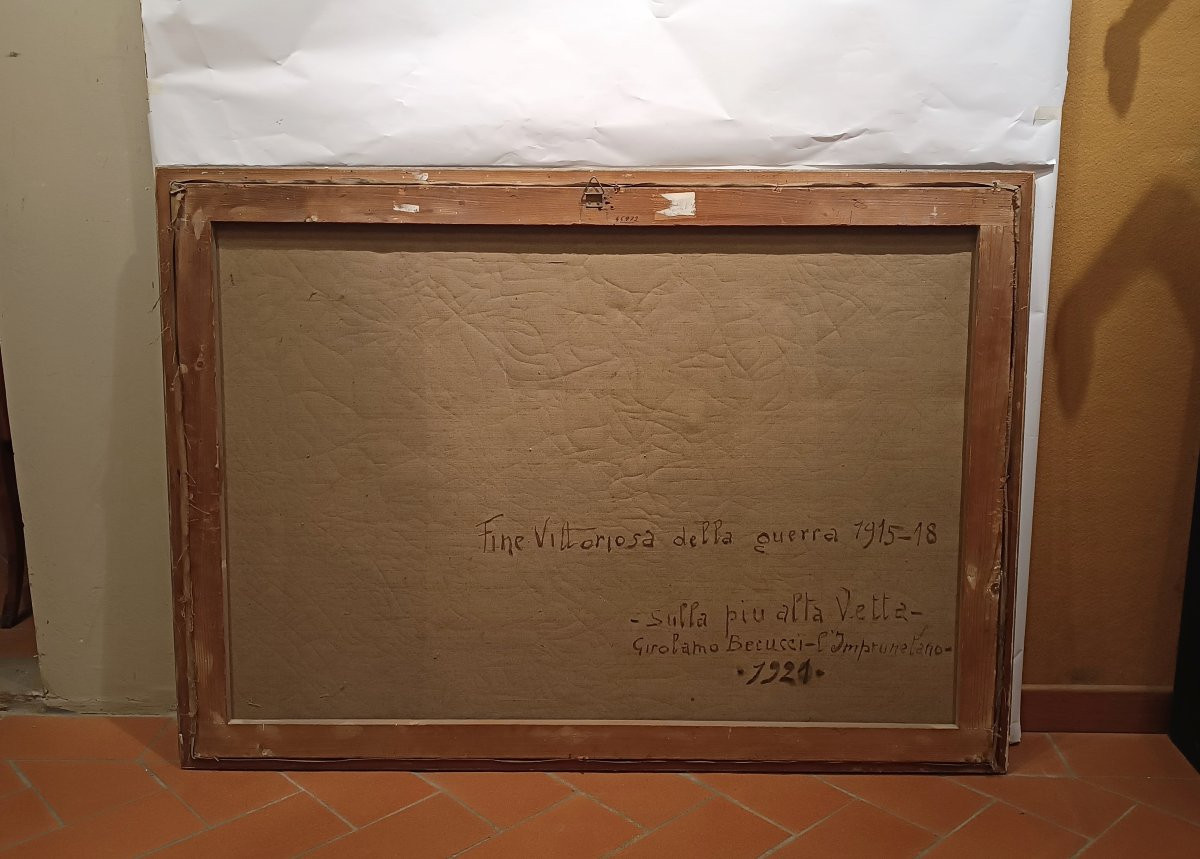 Fine Vittoriosa della guerra 1915-18
- Sulla piu alta Vetta -
Girolamo Becucci - l'Imprunetano -
• 1921 •